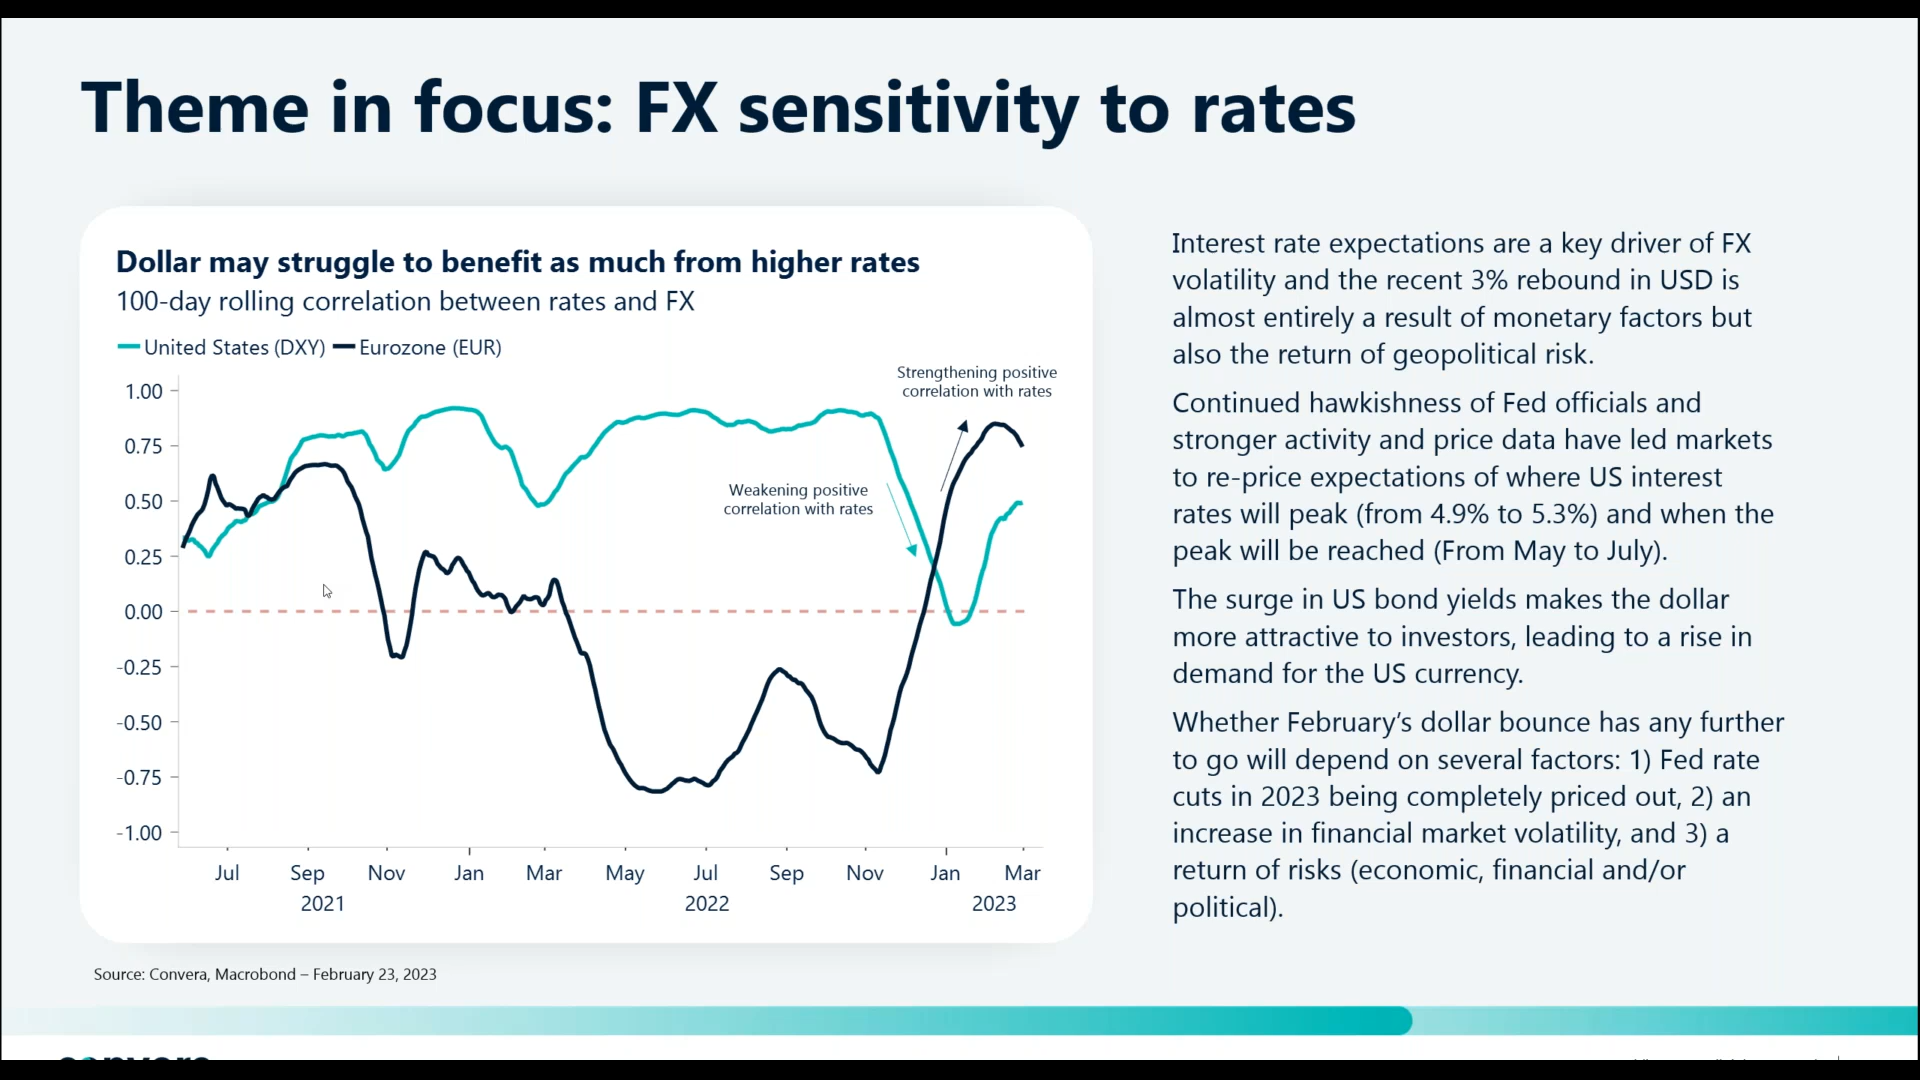 Theme in focus: FX sensitivity to rates
Dollar may struggle to benefit as much from higher rates
100-day rolling correlation between rates and FX
United States (DXY) Eurozone (EUR)
Strengthening positive
correlation with rates
Weakening positive
correlation with rates
1.00
0.75
0.50
0.25
0.00
-0.25
-0.50
-0.75
-1.00
Jul Sep Nov Jan Mar May Jul Sep Nov Jan Mar
2021 2022 2023
Interest rate expectations are a key driver of FX
volatility and the recent 3% rebound in USD is
almost entirely a result of monetary factors but
also the return of geopolitical risk.
Continued hawkishness of Fed officials and
stronger activity and price data have led markets
to re-price expectations of where US interest
rates will peak (from 4.9% to 5.3%) and when the
peak will be reached (From May to July).
The surge in US bond yields makes the dollar
more attractive to investors, leading to a rise in
demand for the US currency.
Whether February’s dollar bounce has any further
to go will depend on several factors: 1) Fed rate
cuts in 2023 being completely priced out, 2) an
increase in financial market volatility, and 3) a
return of risks (economic, financial and/or
political).
Source: Convera, Macrobond – February 23, 2023